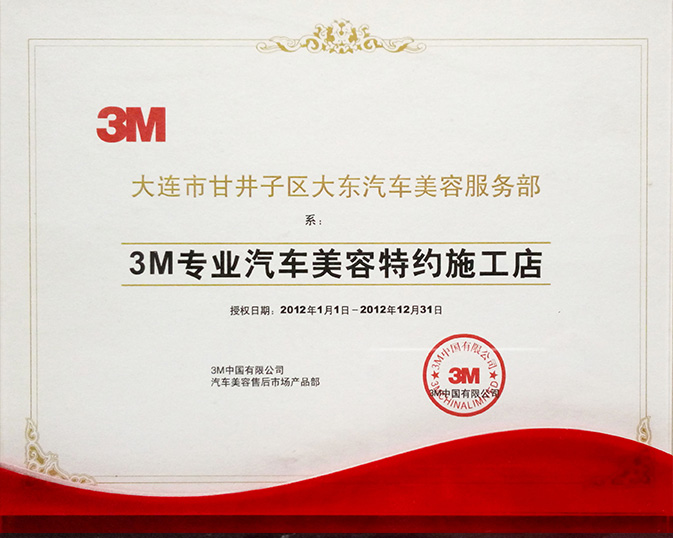 3M
大连市甘井子区大东汽车美容服务部
系：
3M专业汽车美容特约施工店
授权日期：2012年1月1日－2012年12月31日
3M中国有限公司
汽车美容售后市场产品部
3M中国有限公司
3M
3M中国有限公司
3M CHINA LIMITED